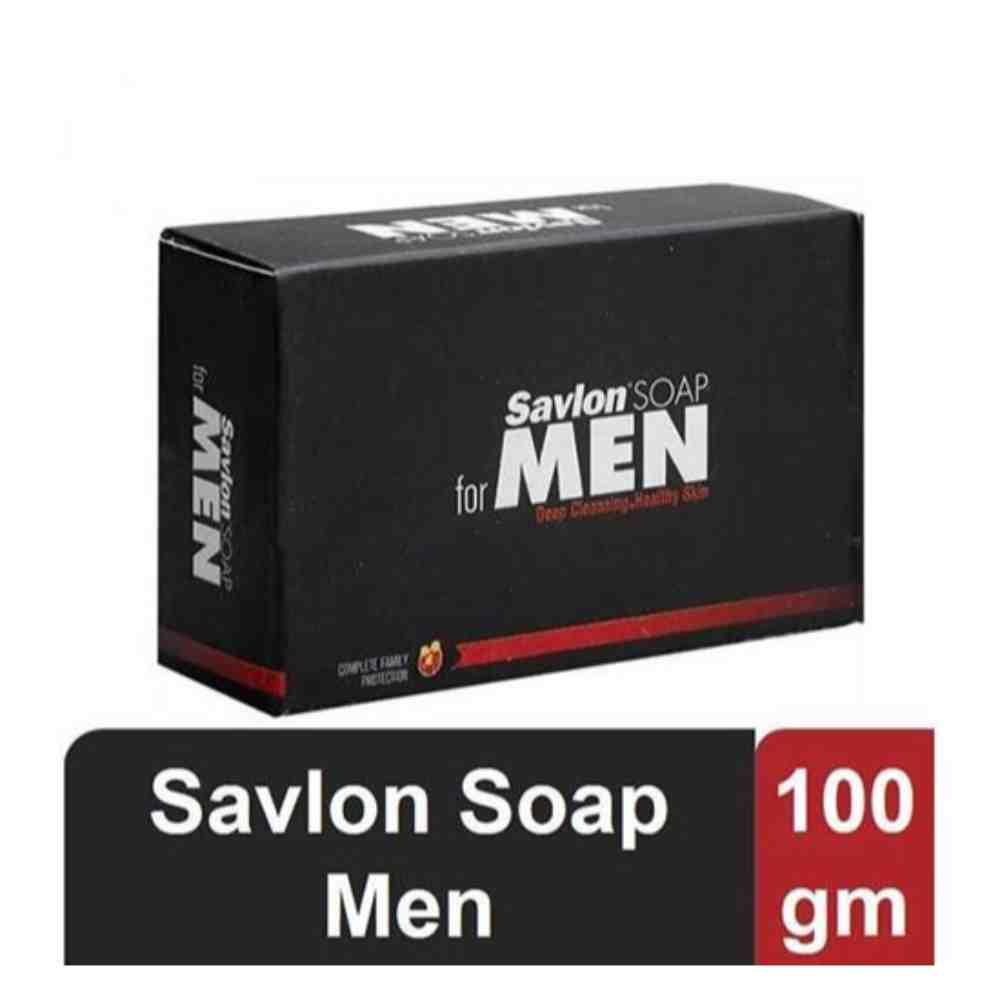 MEN
Savlon SOAP
for MEN
Deep Cleansing.Healthy Skin
for MEN
Savlon SOAP
COMPLETE FAMILY
PROTECTION
Savlon Soap
Men
100
gm